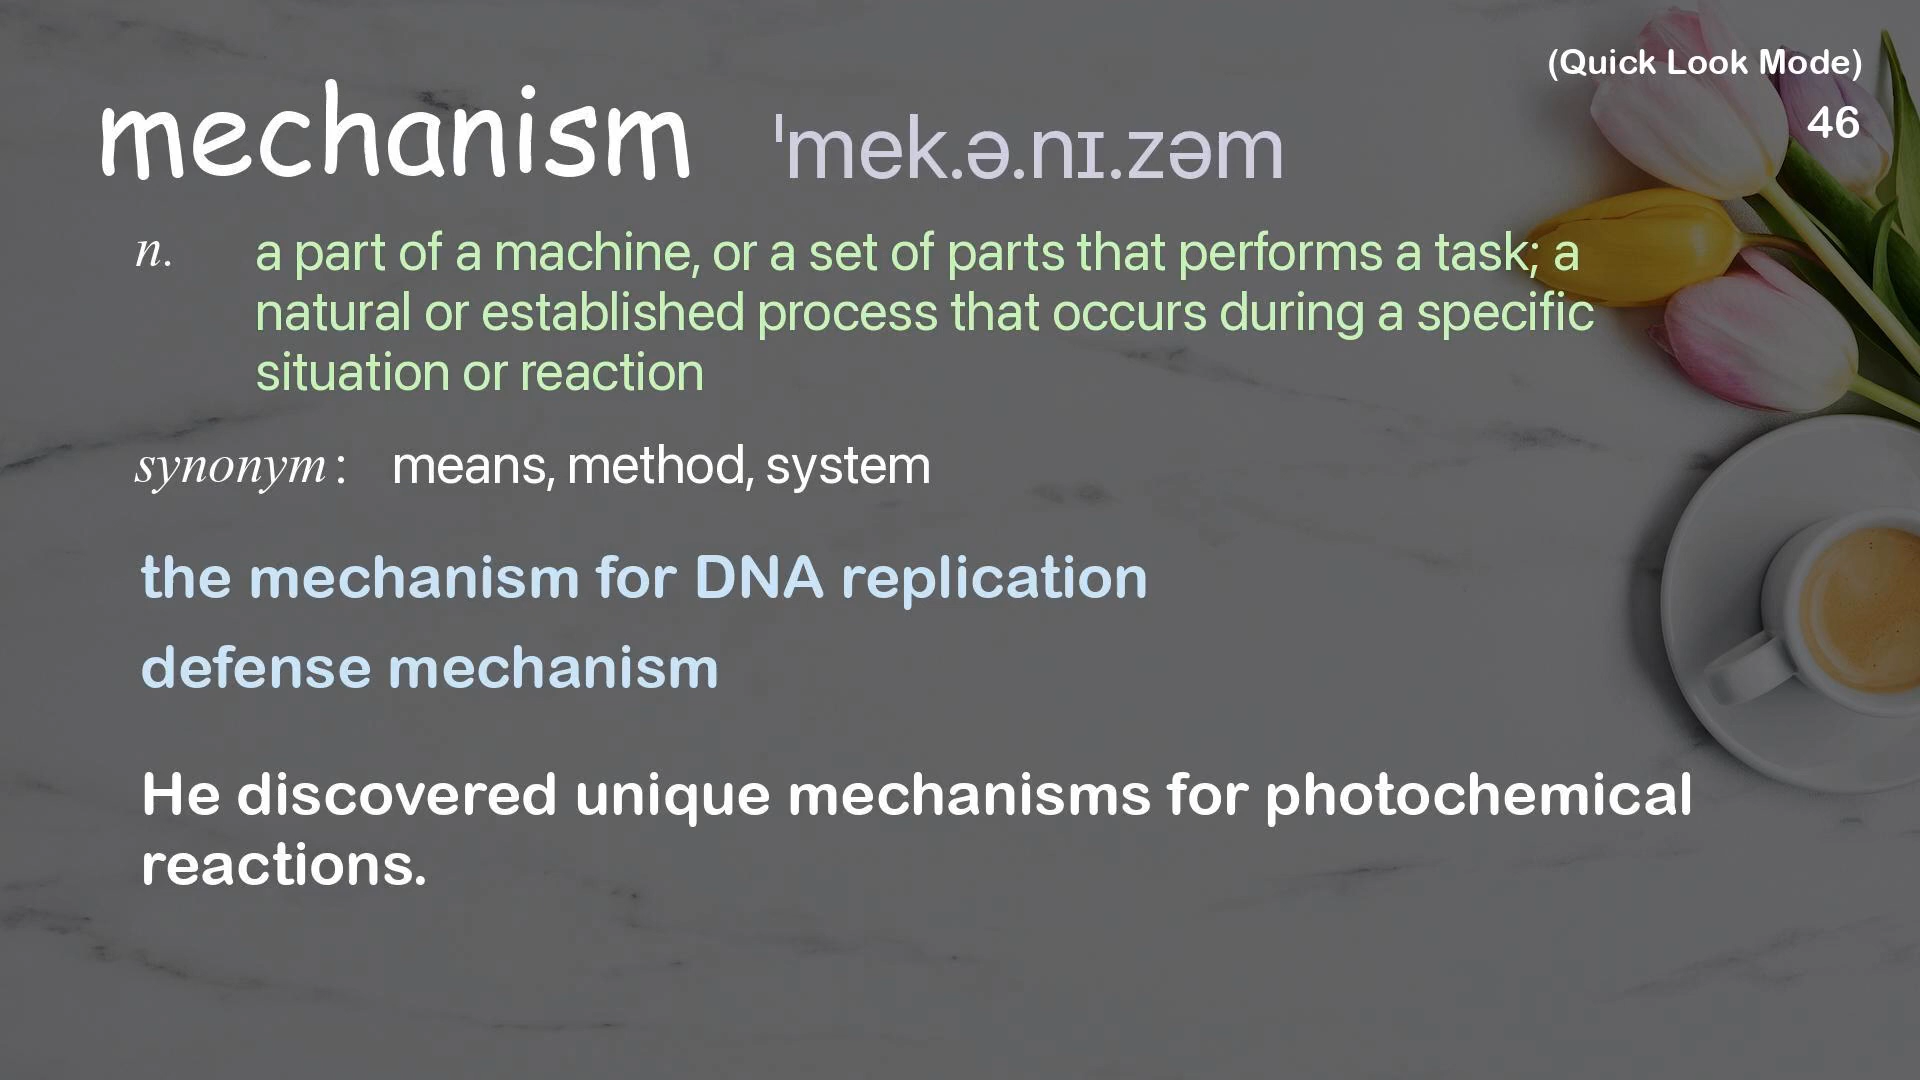 (Quick Look Mode)
46
mechanism ˈmek.ə.nɪ.zəm
n. a part of a machine, or a set of parts that performs a task; a
natural or established process that occurs during a specific
situation or reaction
synonym: means, method, system
the mechanism for DNA replication
defense mechanism
He discovered unique mechanisms for photochemical
reactions.